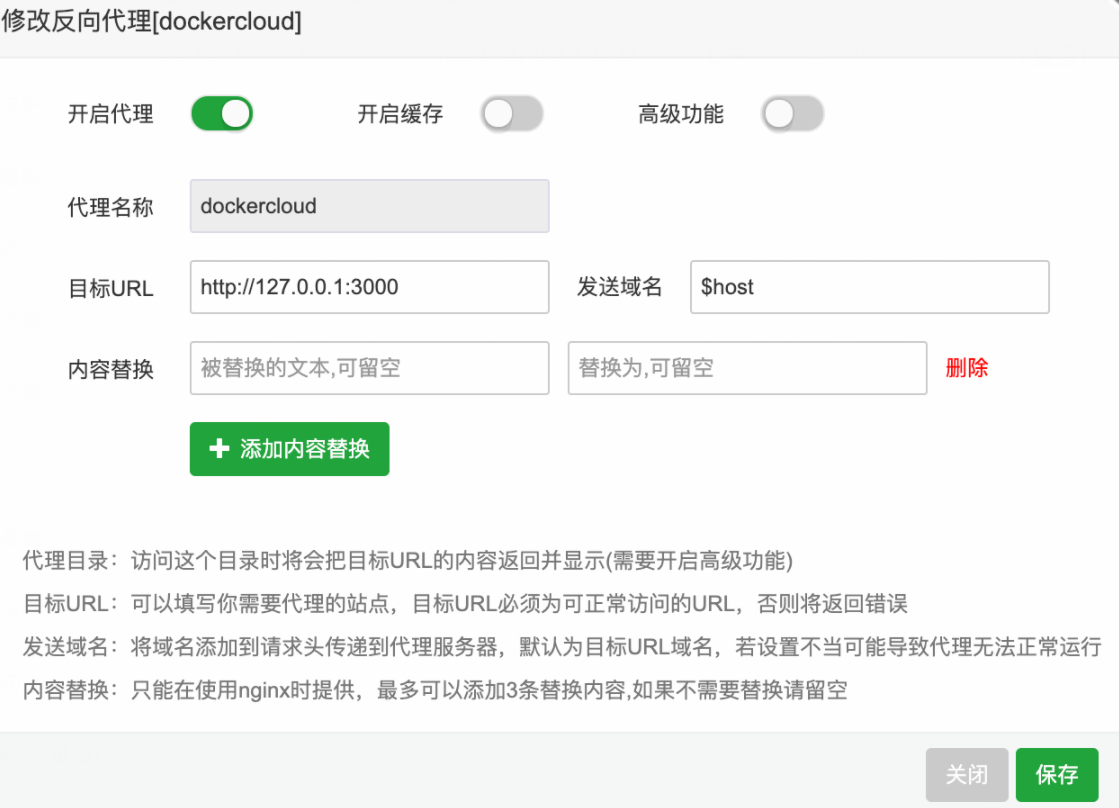 修改反向代理[dockercloud]
开启代理 开启缓存 高级功能
代理名称 dockercloud
目标URL http://127.0.0.1:3000 发送域名 $host
内容替换 被替换的文本,可留空 替换为,可留空 删除
添加内容替换
代理目录：访问这个目录时将会把目标URL的内容返回并显示(需要开启高级功能)
目标URL：可以填写你需要代理的站点，目标URL必须为可正常访问的URL，否则将返回错误
发送域名：将域名添加到请求头传递到代理服务器，默认为目标URL域名，若设置不当可能导致代理无法正常运行
内容替换：只能在使用nginx时提供，最多可以添加3条替换内容,如果不需要替换请留空
关闭 保存